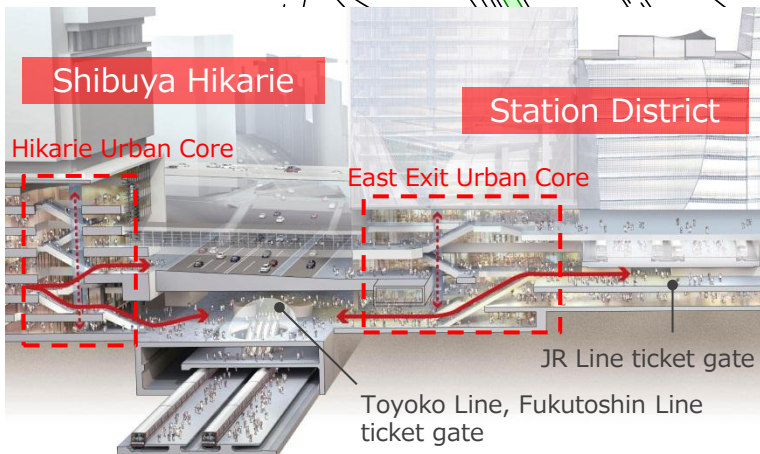 Shibuya Hikarie
Station District
Hikarie Urban Core
East Exit Urban Core
JR Line ticket gate
Toyoko Line, Fukutoshin Line
ticket gate